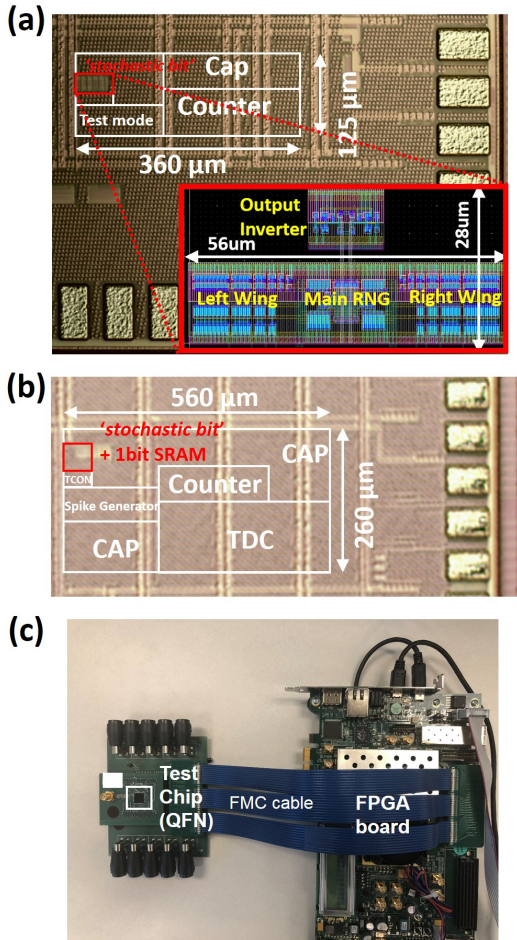 (a)
'stochastic bit'
Cap
Counter
Test mode
125 μm
360 μm
Output
Inverter
56um
28um
Left Wing
Main RNG
Right Wing
(b)
560 μm
'stochastic bit'
+ 1bit SRAM
CAP
TCON
Counter
Spike Generator
260 μm
CAP
TDC
(c)
Test
Chip
(QFN)
FMC cable
FPGA
board